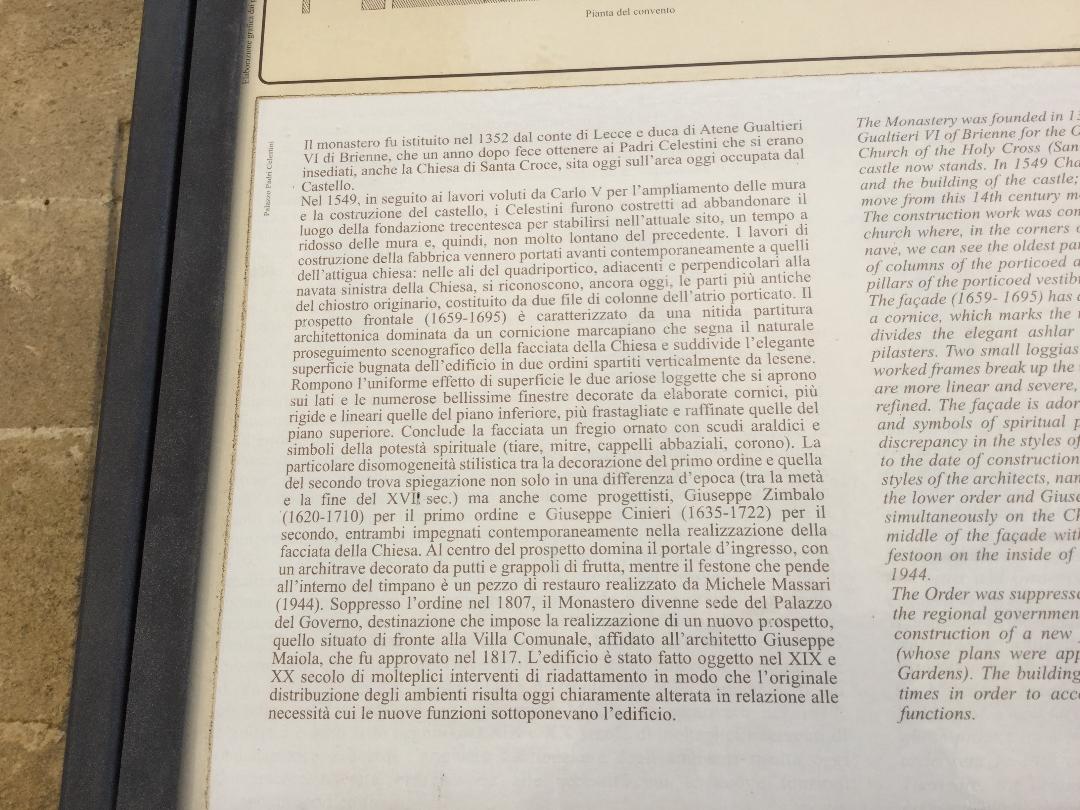 Pianta del convento
Elaborazione grafica dei
Palazzo Padri Celestini
Il monastero fu istituito nel 1352 dal conte di Lecce e duca di Atene Gualtieri
VI di Brienne, che un anno dopo fece ottenere ai Padri Celestini che si erano
insediati, anche la Chiesa di Santa Croce, sita oggi sull'area oggi occupata dal
Castello.
Nel 1549, in seguito ai lavori voluti da Carlo V per l'ampliamento delle mura
e la costruzione del castello, i Celestini furono costretti ad abbandonare il
luogo della fondazione trecentesca per stabilirsi nell'attuale sito, un tempo a
ridosso delle mura e, quindi, non molto lontano del precedente. I lavori di
costruzione della fabbrica vennero portati avanti contemporaneamente a quelli
dell'attigua chiesa: nelle ali del quadriportico, adiacenti e perpendicolari alla
navata sinistra della Chiesa, si riconoscono, ancora oggi, le parti più antiche
del chiostro originario, costituito da due file di colonne dell'atrio porticato. Il
prospetto frontale (1659-1695) è caratterizzato da una nitida partitura
architettonica dominata da un cornicione marcapiano che segna il naturale
proseguimento scenografico della facciata della Chiesa e suddivide l'elegante
superficie bugnata dell'edificio in due ordini spartiti verticalmente da lesene.
Rompono l'uniforme effetto di superficie le due ariose loggette che si aprono
sui lati e le numerose bellissime finestre decorate da elaborate cornici, più
rigide e lineari quelle del piano inferiore, più frastagliate e raffinate quelle del
piano superiore. Conclude la facciata un fregio ornato con scudi araldici e
simboli della potestà spirituale (tiare, mitre, cappelli abbaziali, corono). La
particolare disomogeneità stilistica tra la decorazione del primo ordine e quella
del secondo trova spiegazione non solo in una differenza d'epoca (tra la metà
e la fine del XVII sec.) ma anche come progettisti, Giuseppe Zimbalo
(1620-1710) per il primo ordine e Giuseppe Cinieri (1635-1722) per il
secondo, entrambi impegnati contemporaneamente nella realizzazione della
facciata della Chiesa. Al centro del prospetto domina il portale d'ingresso, con
un architrave decorato da putti e grappoli di frutta, mentre il festone che pende
all'interno del timpano è un pezzo di restauro realizzato da Michele Massari
(1944). Soppresso l'ordine nel 1807, il Monastero divenne sede del Palazzo
del Governo, destinazione che impose la realizzazione di un nuovo prospetto,
quello situato di fronte alla Villa Comunale, affidato all'architetto Giuseppe
Maiola, che fu approvato nel 1817. L'edificio è stato fatto oggetto nel XIX e
XX secolo di molteplici interventi di riadattamento in modo che l'originale
distribuzione degli ambienti risulta oggi chiaramente alterata in relazione alle
necessità cui le nuove funzioni sottoponevano l'edificio.
The Monastery was founded in
Gualtieri VI of Brienne for the
Church of the Holy Cross (San
castle now stands. In 1549
and the building of the castle;
move from this 14th century
The construction work was
church where, in the corners
nave, we can see the oldest
of columns of the porticoed
pillars of the porticoed
The façade (1659- 1695) has
a cornice, which marks the
divides the elegant ashlar
pilasters. Two small loggias
worked frames break up the
are more linear and severe,
refined. The façade is
and symbols of spiritual
discrepancy in the styles of
to the date of construction
styles of the architects,
the lower order and
simultaneously on the
middle of the façade
festoon on the inside of
1944.
The Order was
the regional
construction of a new
(whose plans were
Gardens). The building
times in order to
functions.